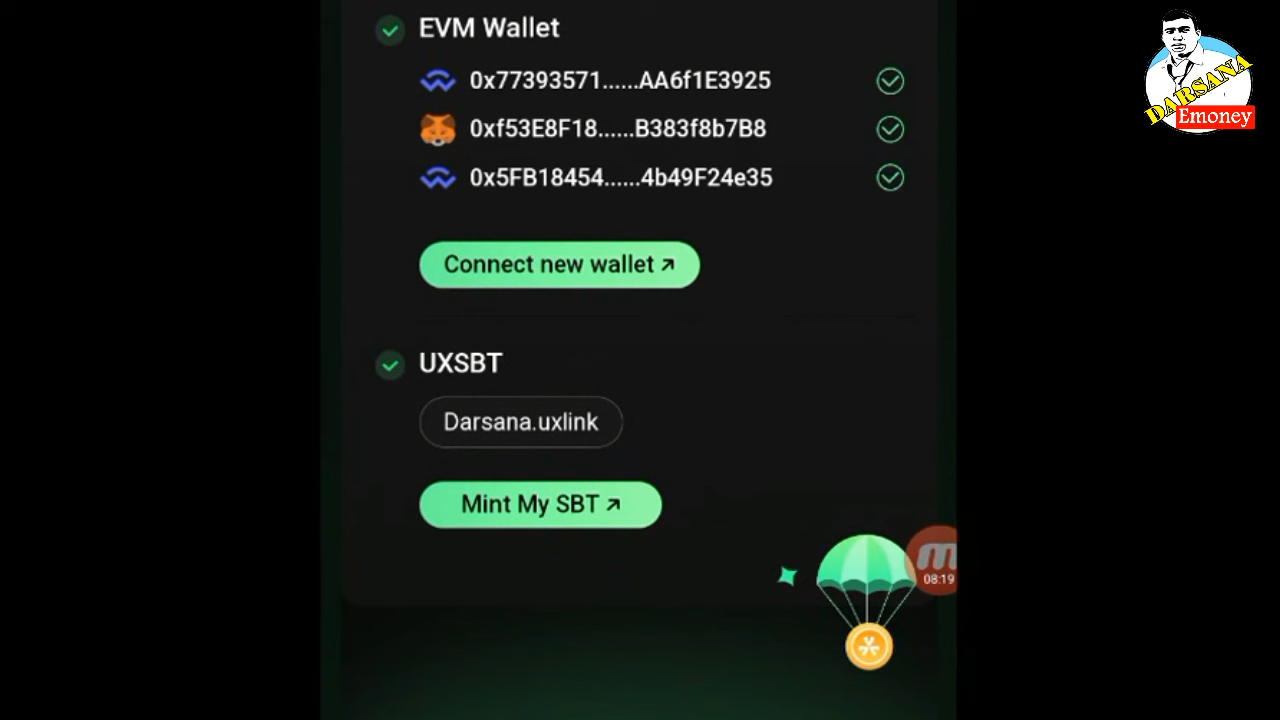 EVM Wallet
0x77393571......AA6f1E3925
0xf53E8F18......B383f8b7B8
0x5FB18454......4b49F24e35
Connect new wallet
UXSBT
Darsana.uxlink
Mint My SBT
08:19
DARSANA
Emoney